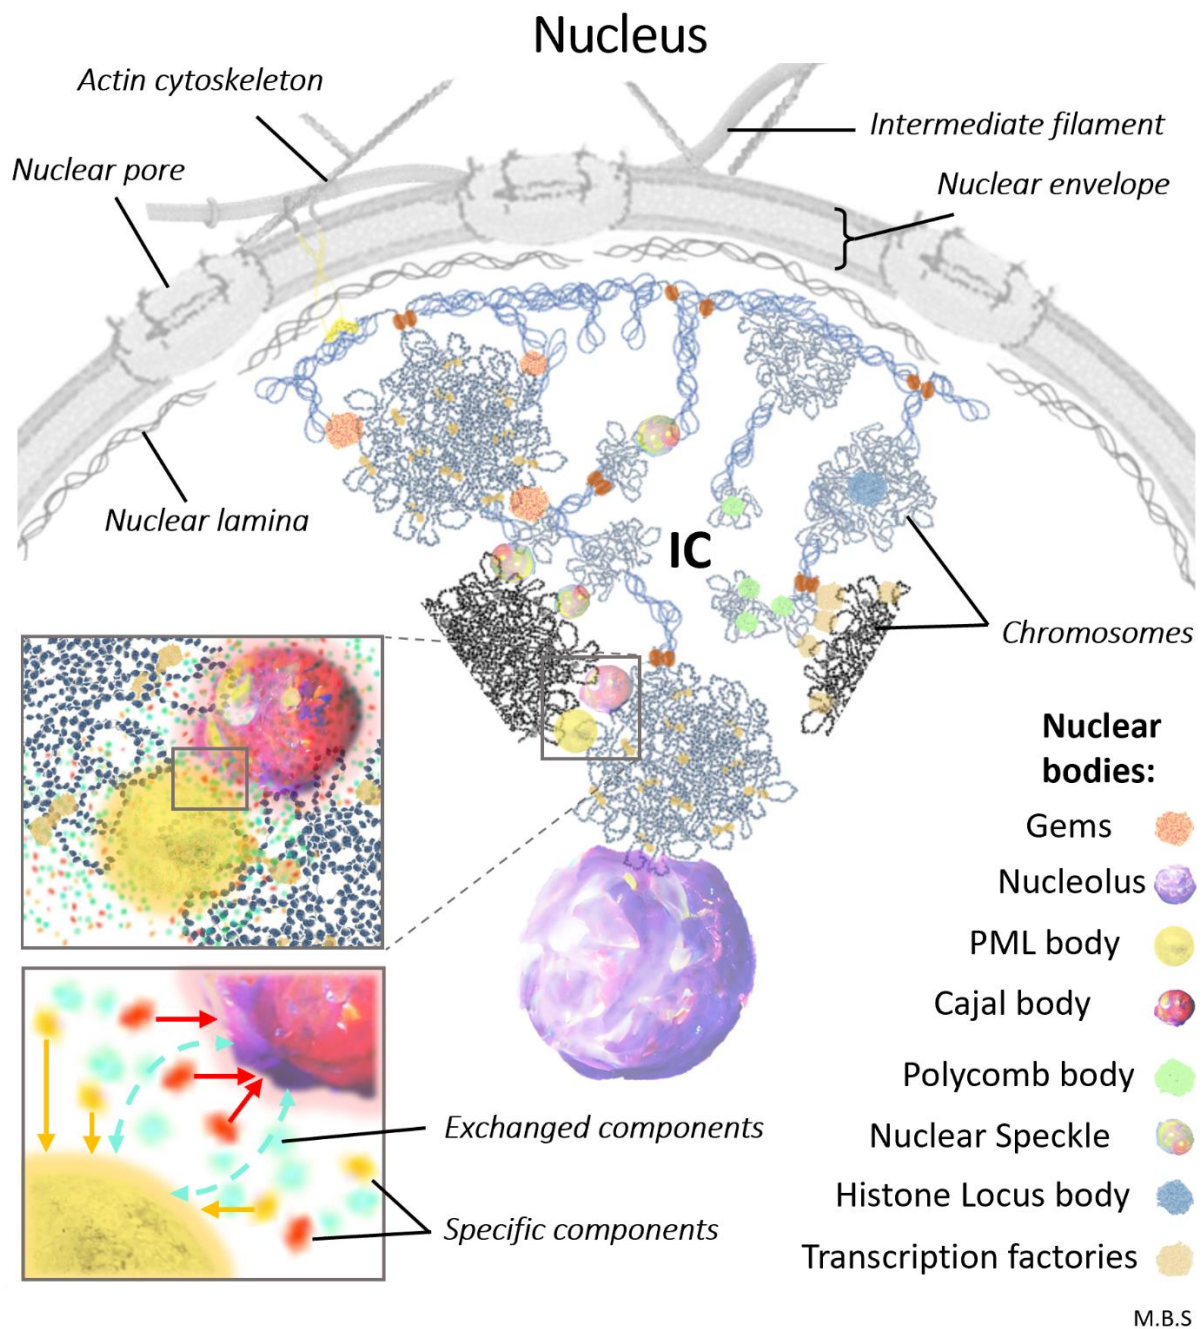 Nucleus
Actin cytoskeleton
Intermediate filament
Nuclear pore
Nuclear envelope
Nuclear lamina
IC
Chromosomes
Nuclear
bodies:
Gems
Nucleolus
PML body
Cajal body
Polycomb body
Nuclear Speckle
Histone Locus body
Transcription factories
Exchanged components
Specific components
M.B.S